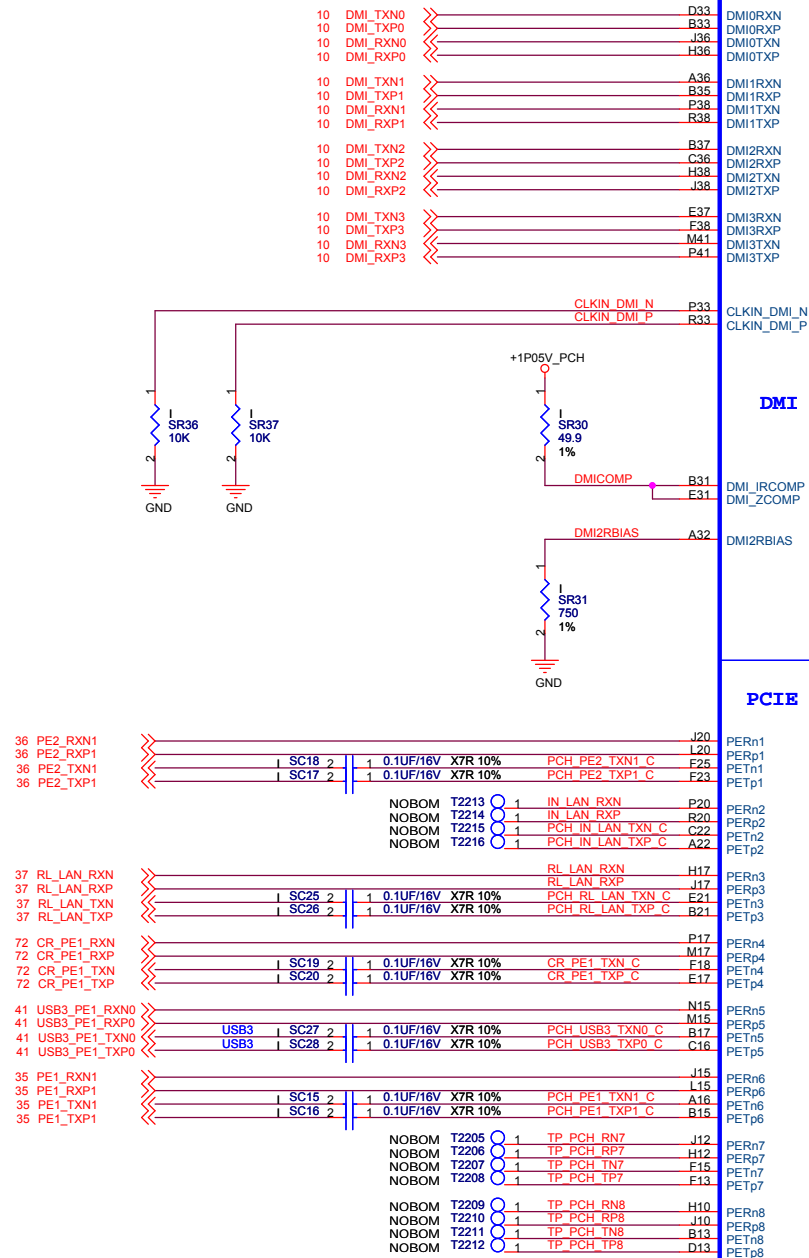 10 DMI_TXN0 D33 DMI0RXN
10 DMI_TXP0 B33 DMI0RXP
10 DMI_RXN0 J36 DMI0TXN
10 DMI_RXP0 H36 DMI0TXP
10 DMI_TXN1 A36 DMI1RXN
10 DMI_TXP1 B35 DMI1RXP
10 DMI_RXN1 P38 DMI1TXN
10 DMI_RXP1 R38 DMI1TXP
10 DMI_TXN2 B37 DMI2RXN
10 DMI_TXP2 C36 DMI2RXP
10 DMI_RXN2 H38 DMI2TXN
10 DMI_RXP2 J38 DMI2TXP
10 DMI_TXN3 E37 DMI3RXN
10 DMI_TXP3 F38 DMI3RXP
10 DMI_RXN3 M41 DMI3TXN
10 DMI_RXP3 P41 DMI3TXP
CLKIN_DMI_N P33 CLKIN_DMI_N
CLKIN_DMI_P R33 CLKIN_DMI_P
+1P05V_PCH
1 1 1
DMI
I I I
SR36 SR37 SR30
10K 10K 49.9
1%
2 2 2
DMICOMP B31 DMI_IRCOMP
E31 DMI_ZCOMP
GND GND
DMI2RBIAS A32 DMI2RBIAS
1
I
SR31
750
1%
2
GND
PCIE
36 PE2_RXN1 J20 PERn1
36 PE2_RXP1 L20 PERp1
36 PE2_TXN1 I SC18 2 1 0.1UF/16V X7R 10% PCH_PE2_TXN1_C F25 PETn1
36 PE2_TXP1 I SC17 2 1 0.1UF/16V X7R 10% PCH_PE2_TXP1_C F23 PETp1
NOBOM T2213 1 IN_LAN_RXN P20 PERn2
NOBOM T2214 1 IN_LAN_RXP R20 PERp2
NOBOM T2215 1 PCH_IN_LAN_TXN_C C22 PETn2
NOBOM T2216 1 PCH_IN_LAN_TXP_C A22 PETp2
37 RL_LAN_RXN RL_LAN_RXN H17 PERn3
37 RL_LAN_RXP RL_LAN_RXP J17 PERp3
37 RL_LAN_TXN I SC25 2 1 0.1UF/16V X7R 10% PCH_RL_LAN_TXN_C E21 PETn3
37 RL_LAN_TXP I SC26 2 1 0.1UF/16V X7R 10% PCH_RL_LAN_TXP_C B21 PETp3
72 CR_PE1_RXN P17 PERn4
72 CR_PE1_RXP M17 PERp4
72 CR_PE1_TXN I SC19 2 1 0.1UF/16V X7R 10% CR_PE1_TXN_C F18 PETn4
72 CR_PE1_TXP I SC20 2 1 0.1UF/16V X7R 10% CR_PE1_TXP_C E17 PETp4
41 USB3_PE1_RXN0 N15 PERn5
41 USB3_PE1_RXP0 M15 PERp5
41 USB3_PE1_TXN0 USB3 I SC27 2 1 0.1UF/16V X7R 10% PCH_USB3_TXN0_C B17 PETn5
41 USB3_PE1_TXP0 USB3 I SC28 2 1 0.1UF/16V X7R 10% PCH_USB3_TXP0_C C16 PETp5
35 PE1_RXN1 J15 PERn6
35 PE1_RXP1 L15 PERp6
35 PE1_TXN1 I SC15 2 1 0.1UF/16V X7R 10% PCH_PE1_TXN1_C A16 PETn6
35 PE1_TXP1 I SC16 2 1 0.1UF/16V X7R 10% PCH_PE1_TXP1_C B15 PETp6
NOBOM T2205 1 TP_PCH_RN7 J12 PERn7
NOBOM T2206 1 TP_PCH_RP7 H12 PERp7
NOBOM T2207 1 TP_PCH_TN7 F15 PETn7
NOBOM T2208 1 TP_PCH_TP7 F13 PETp7
NOBOM T2209 1 TP_PCH_RN8 H10 PERn8
NOBOM T2210 1 TP_PCH_RP8 J10 PERp8
NOBOM T2211 1 TP_PCH_TN8 B13 PETn8
NOBOM T2212 1 TP_PCH_TP8 D13 PETp8